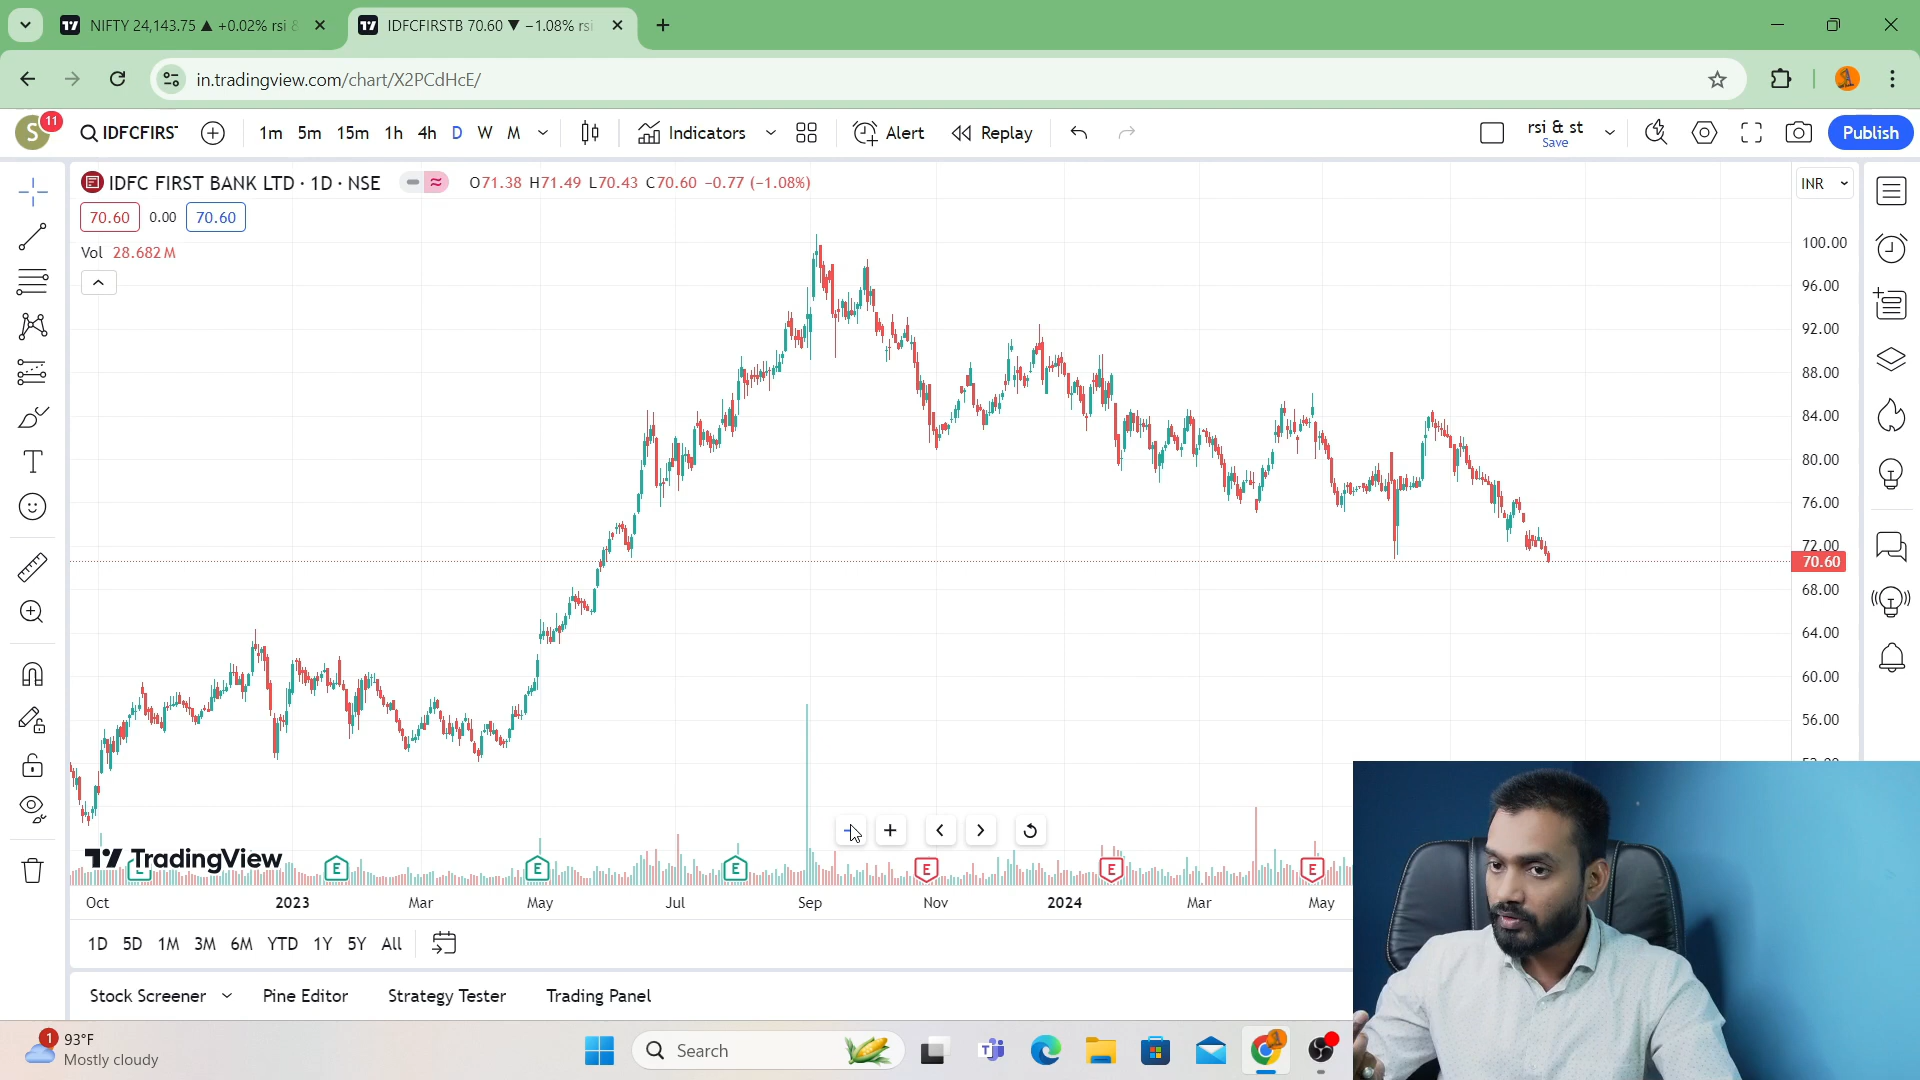 NIFTY 24,143.75 ▲ +0.02% rsi &
IDFCFIRSTB 70.60 ▼ −1.08% rsi
in.tradingview.com/chart/X2PCdHcE/
S 11 IDFCFIRST 1m 5m 15m 1h 4h D W M Indicators Alert Replay rsi & st Save Publish
IDFC FIRST BANK LTD · 1D · NSE O71.38 H71.49 L70.43 C70.60 −0.77 (−1.08%) INR
70.60 0.00 70.60
Vol 28.682M
100.00
96.00
92.00
88.00
84.00
80.00
76.00
72.00
70.60
68.00
64.00
60.00
56.00
TradingView
E E E E E E E
Oct 2023 Mar May Jul Sep Nov 2024 Mar May
1D 5D 1M 3M 6M YTD 1Y 5Y All
Stock Screener Pine Editor Strategy Tester Trading Panel
1 93°F
Mostly cloudy
Search